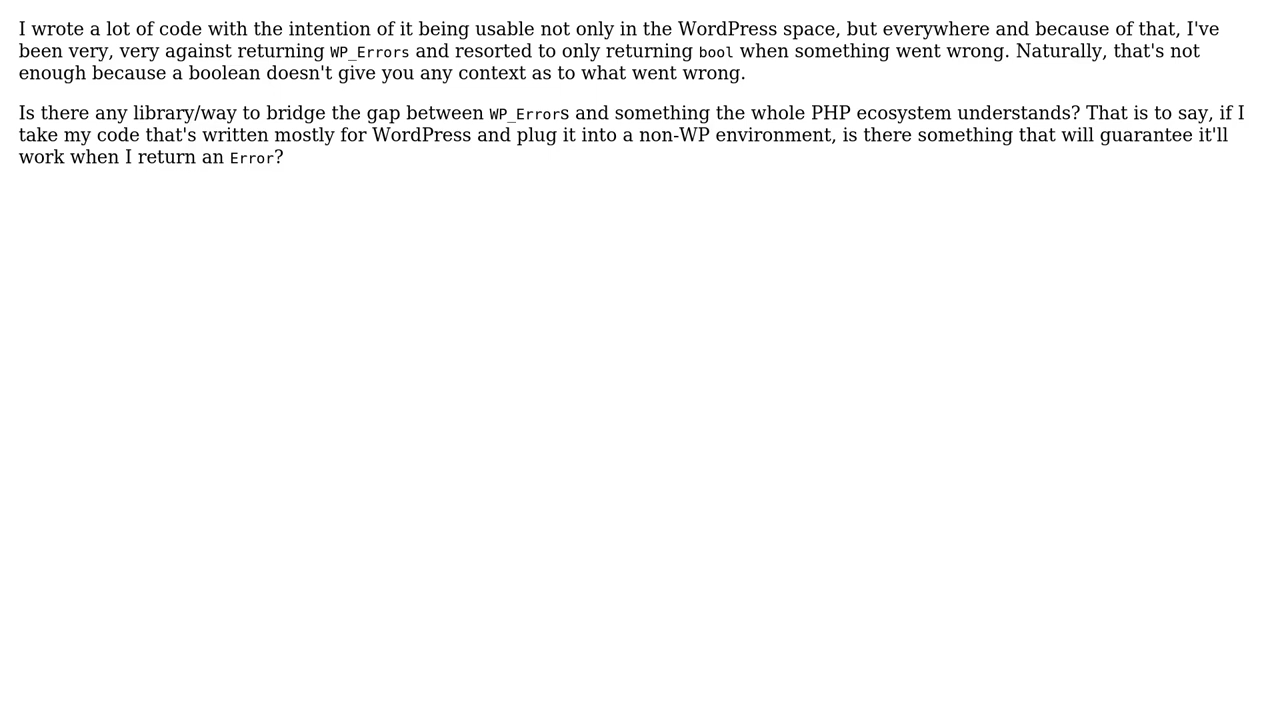 I wrote a lot of code with the intention of it being usable not only in the WordPress space, but everywhere and because of that, I've
been very, very against returning WP_Errors and resorted to only returning bool when something went wrong. Naturally, that's not
enough because a boolean doesn't give you any context as to what went wrong.
Is there any library/way to bridge the gap between WP_Errors and something the whole PHP ecosystem understands? That is to say, if I
take my code that's written mostly for WordPress and plug it into a non-WP environment, is there something that will guarantee it'll
work when I return an Error?